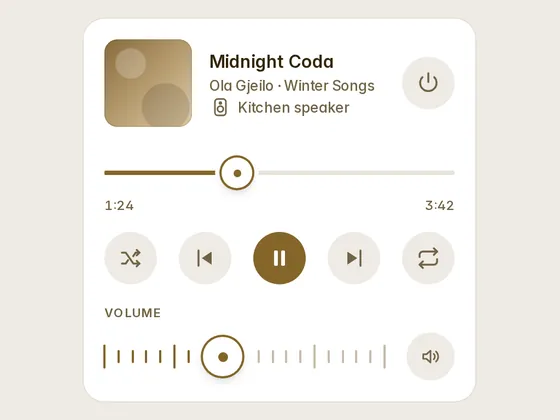 Midnight Coda
Ola Gjeilo · Winter Songs
Kitchen speaker
1:24
3:42
VOLUME